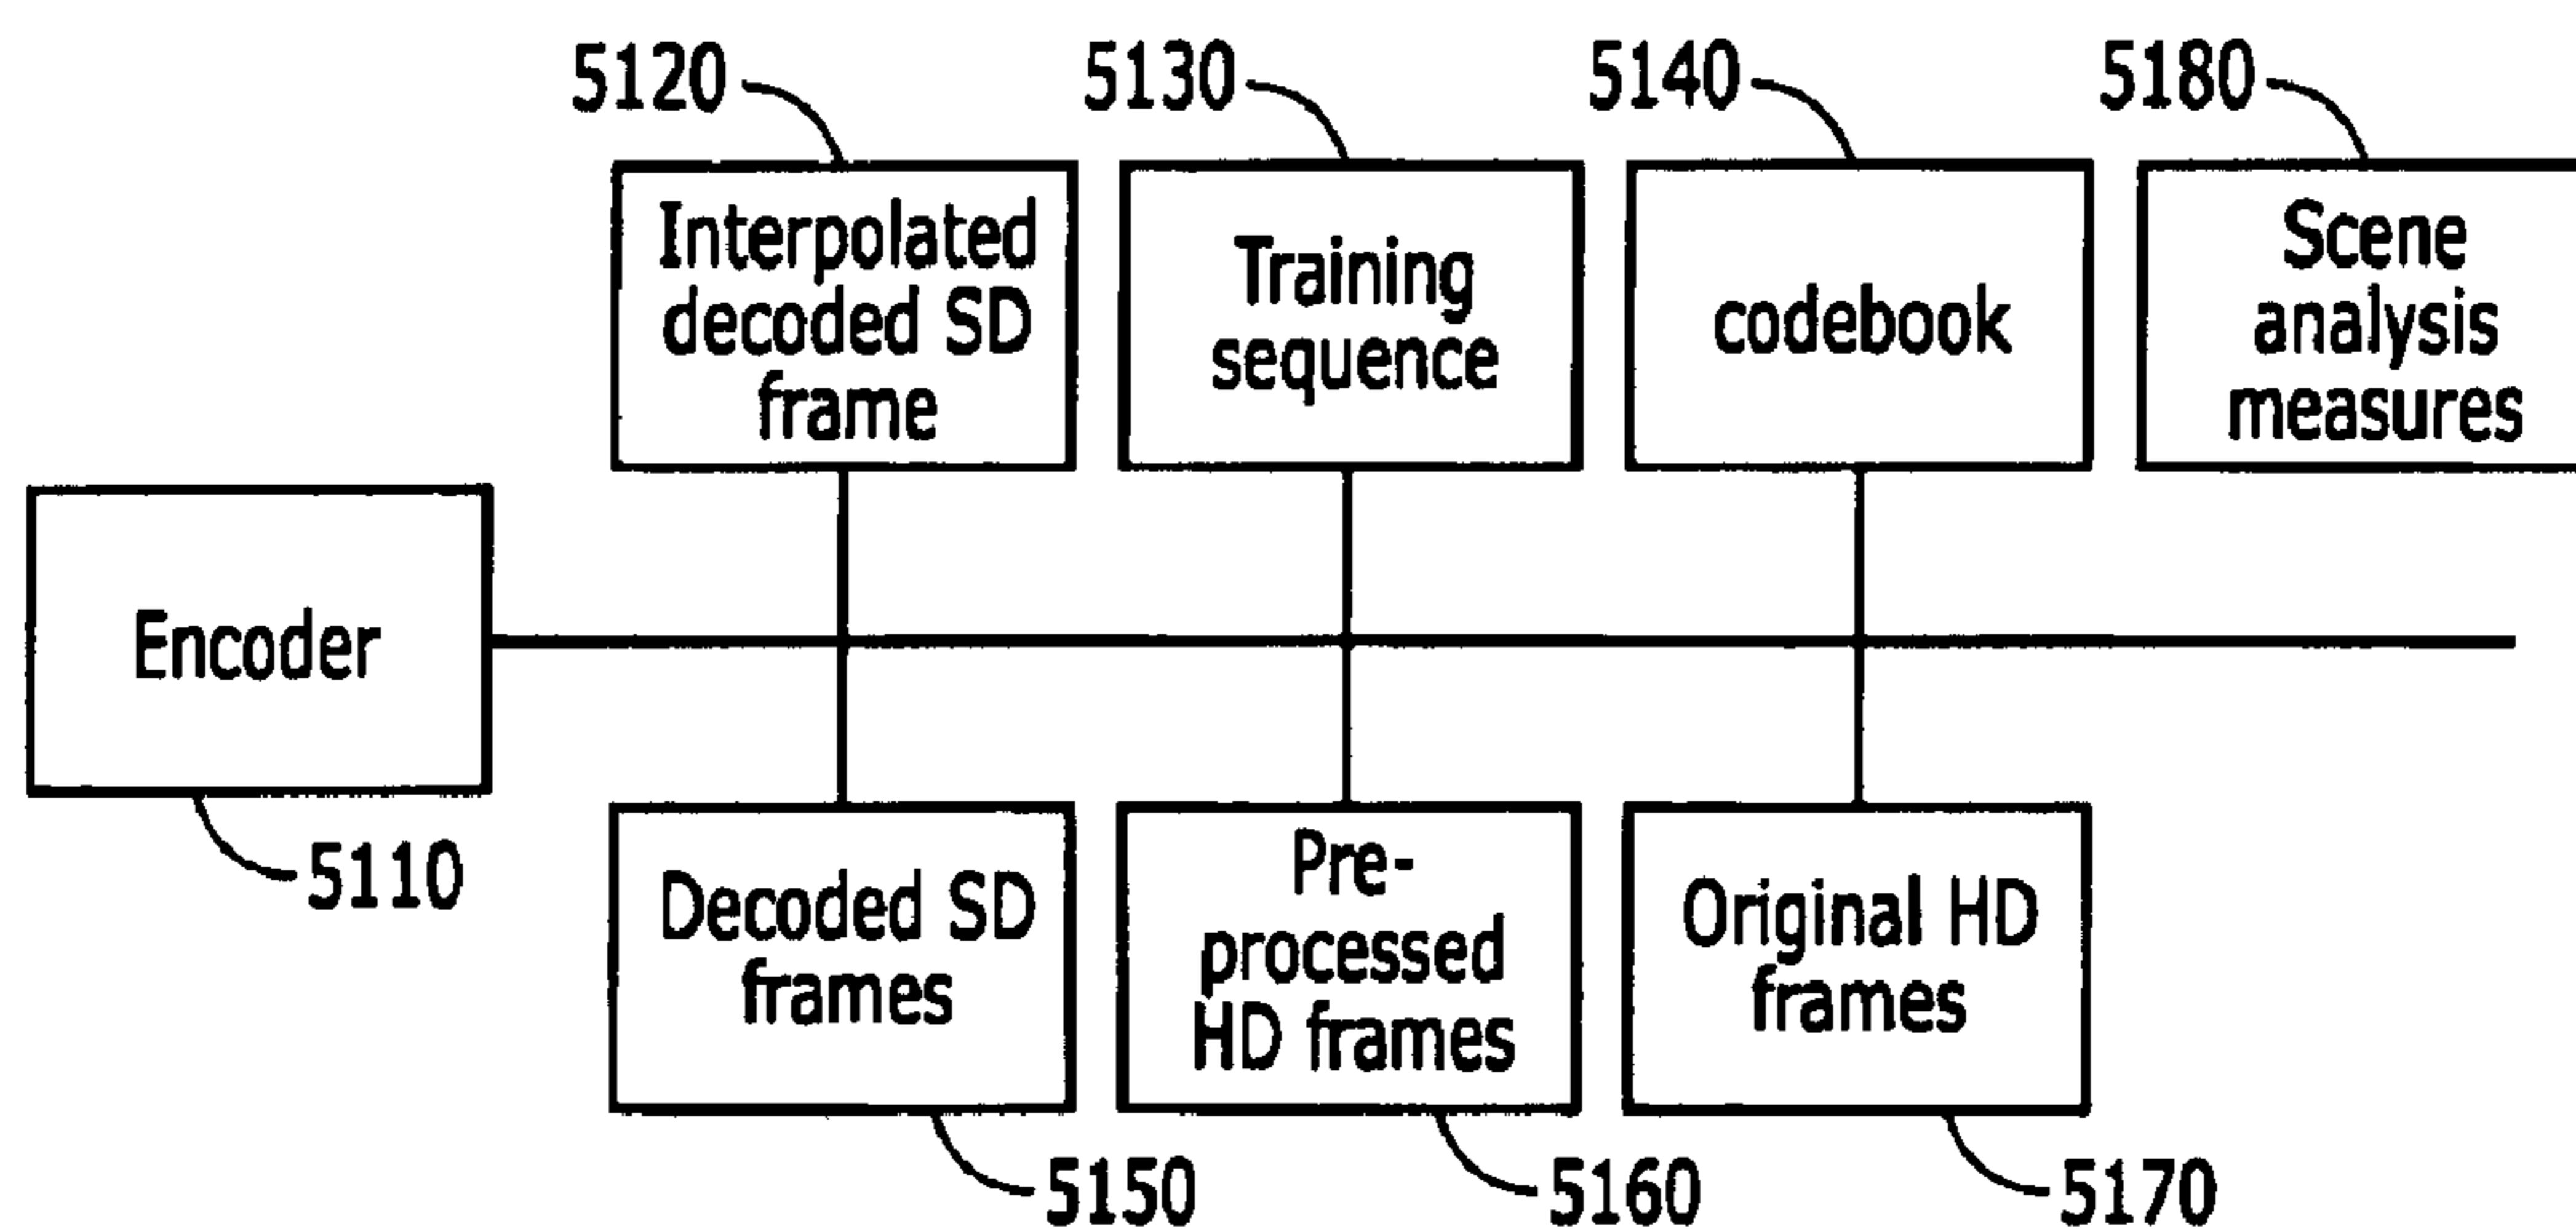 5120
5130
5140
5180
Interpolated
decoded SD
frame
Training
sequence
codebook
Scene
analysis
measures
Encoder
5110
Decoded SD
frames
Pre-
processed
HD frames
Original HD
frames
5150
5160
5170